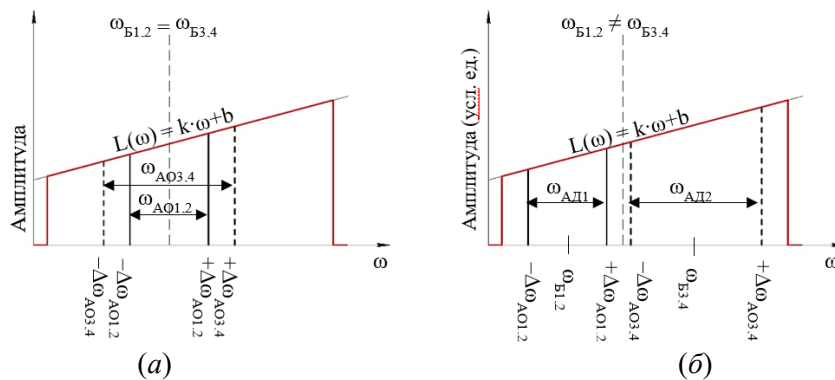 ω_Б1.2 = ω_Б3.4
Амплитуда
L(ω) = k·ω+b
ω_АО3.4
ω_АО1.2
ω
−Δω_АО3.4
−Δω_АО1.2
+Δω_АО1.2
+Δω_АО3.4
(а)
ω_Б1.2 ≠ ω_Б3.4
Амплитуда (усл. ед.)
L(ω) = k·ω+b
ω_АД1
ω_АД2
ω
−Δω_АО1.2
ω_Б1.2
+Δω_АО1.2
−Δω_АО3.4
ω_Б3.4
+Δω_АО3.4
(б)